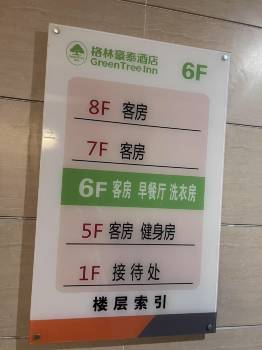 格林豪泰酒店
GreenTree Inn
6F
8F 客房
7F 客房
6F 客房 早餐厅 洗衣房
5F 客房 健身房
1F 接待处
楼层索引